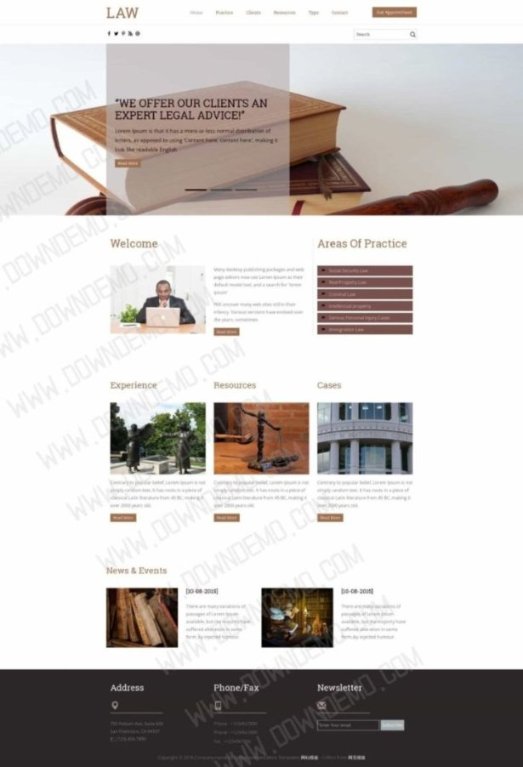 LAW
Home Practice Clients Resources Typo Contact Get Appointment
Search
"WE OFFER OUR CLIENTS AN
EXPERT LEGAL ADVICE!"
Lorem Ipsum is that it has a more-or-less normal distribution of
letters, as opposed to using 'Content here, content here', making it
look like readable English.
Read More
Welcome
Many desktop publishing packages and web
page editors now use Lorem Ipsum as their
default model text, and a search for 'lorem
ipsum'
Will uncover many web sites still in their
infancy. Various versions have evolved over
the years, sometimes
Read More
Areas Of Practice
Social Security Law
Real Property Law
Criminal Law
Intellectual property
Serious Personal Injury Cases
Immigration Law
Experience
Contrary to popular belief, Lorem Ipsum is not
simply random text. It has roots in a piece of
classical Latin literature from 45 BC, making it
over 2000 years old.
Read More
Resources
Contrary to popular belief, Lorem Ipsum is not
simply random text. It has roots in a piece of
classical Latin literature from 45 BC, making it
over 2000 years old.
Read More
Cases
Contrary to popular belief, Lorem Ipsum is not
simply random text. It has roots in a piece of
classical Latin literature from 45 BC, making it
over 2000 years old.
Read More
News & Events
[10-08-2015]
There are many variations of
passages of Lorem Ipsum
available, but the majority have
suffered alteration in some
form, by injected humour
[10-08-2015]
There are many variations of
passages of Lorem Ipsum
available, but the majority have
suffered alteration in some
form, by injected humour
Address
San Francisco, CA 94107
Phone/Fax
Newsletter
Enter Your email
Subscribe
WWW.DOWNDEMO.COM